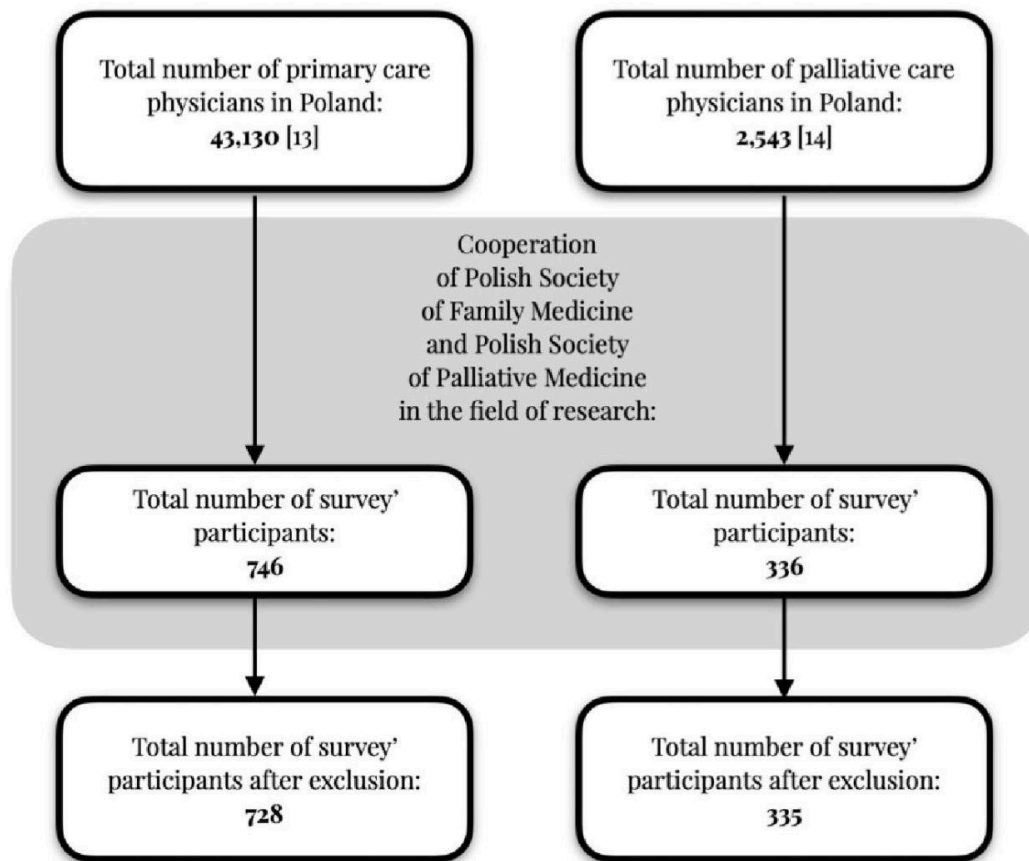 Total number of primary care
physicians in Poland:
43,130 [13]
Total number of palliative care
physicians in Poland:
2,543 [14]
Cooperation
of Polish Society
of Family Medicine
and Polish Society
of Palliative Medicine
in the field of research:
Total number of survey’
participants:
746
Total number of survey’
participants:
336
Total number of survey’
participants after exclusion:
728
Total number of survey’
participants after exclusion:
335